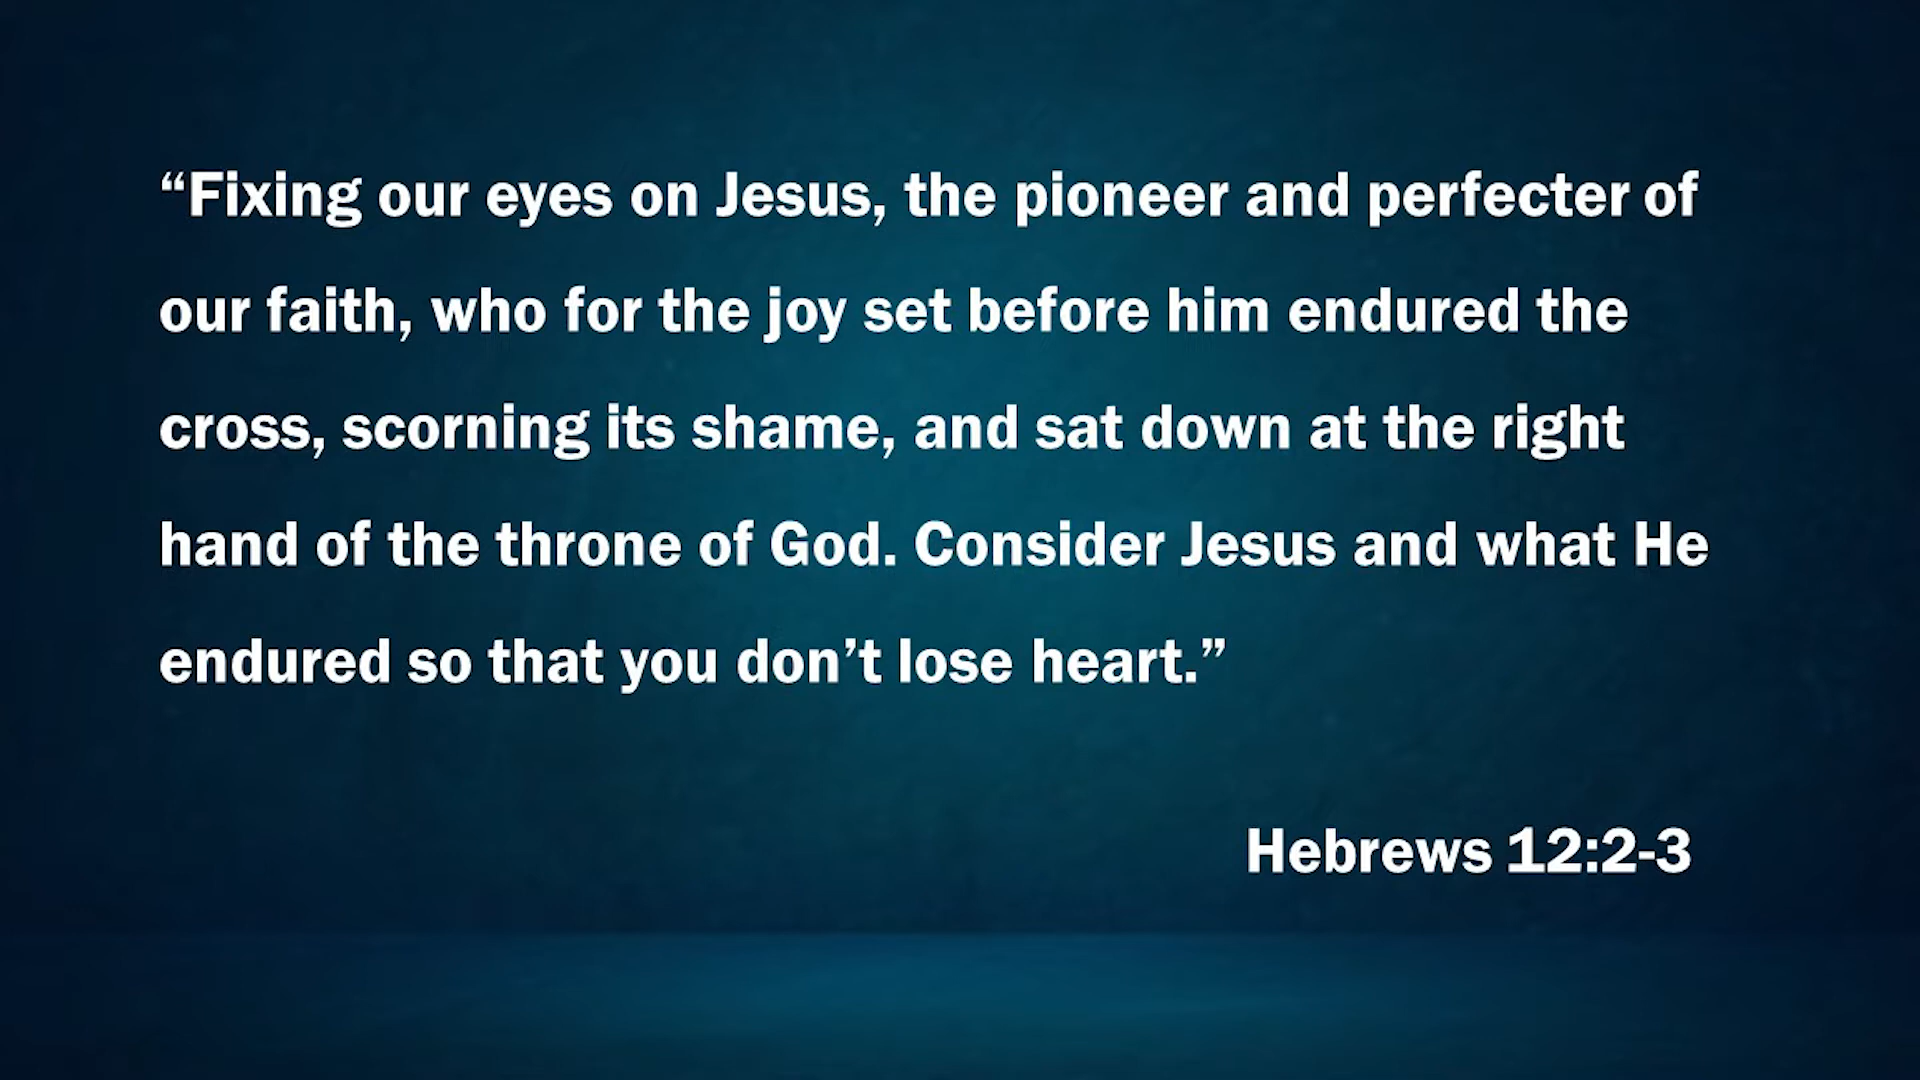 “Fixing our eyes on Jesus, the pioneer and perfecter of
our faith, who for the joy set before him endured the
cross, scorning its shame, and sat down at the right
hand of the throne of God. Consider Jesus and what He
endured so that you don’t lose heart.”
Hebrews 12:2-3